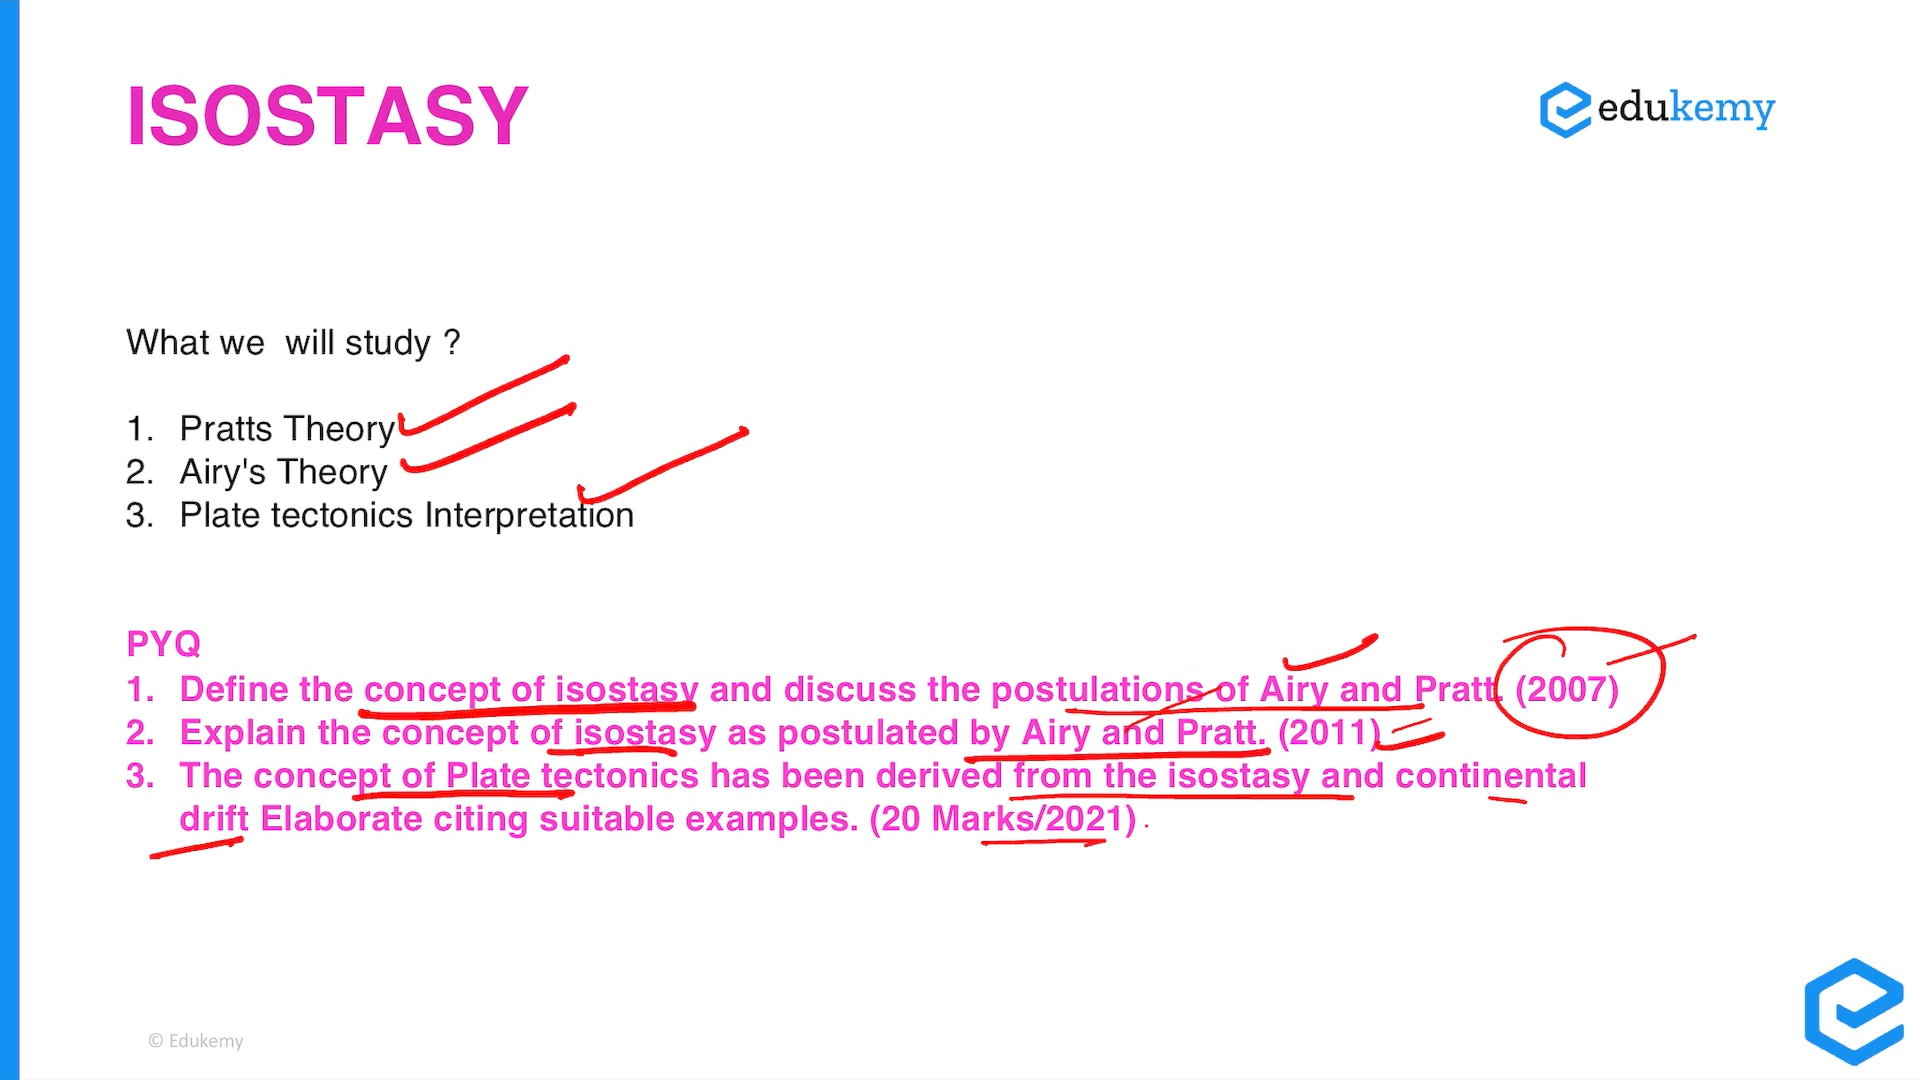 ISOSTASY
edukemy
What we will study ?
1. Pratts Theory
2. Airy's Theory
3. Plate tectonics Interpretation
PYQ
1. Define the concept of isostasy and discuss the postulations of Airy and Pratt. (2007)
2. Explain the concept of isostasy as postulated by Airy and Pratt. (2011)
3. The concept of Plate tectonics has been derived from the isostasy and continental
drift Elaborate citing suitable examples. (20 Marks/2021)
© Edukemy